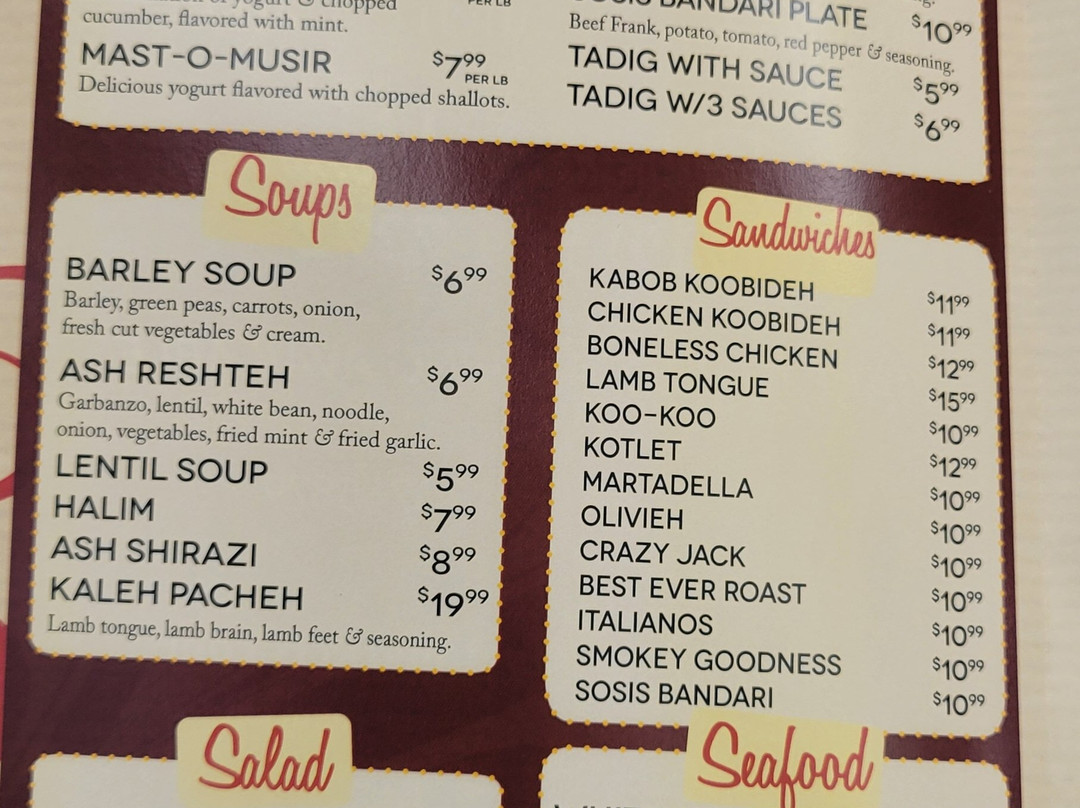 & chopped
PER LB
cucumber, flavored with mint.
MAST-O-MUSIR $7.99
PER LB
Delicious yogurt flavored with chopped shallots.
BANDARI PLATE $10.99
Beef Frank, potato, tomato, red pepper & seasoning.
TADIG WITH SAUCE $5.99
TADIG W/3 SAUCES $6.99
Soups
BARLEY SOUP $6.99
Barley, green peas, carrots, onion,
fresh cut vegetables & cream.
ASH RESHTEH $6.99
Garbanzo, lentil, white bean, noodle,
onion, vegetables, fried mint & fried garlic.
LENTIL SOUP $5.99
HALIM $7.99
ASH SHIRAZI $8.99
KALEH PACHEH $19.99
Lamb tongue, lamb brain, lamb feet & seasoning.
Sandwiches
KABOB KOOBIDEH $11.99
CHICKEN KOOBIDEH $11.99
BONELESS CHICKEN $12.99
LAMB TONGUE $15.99
KOO-KOO $10.99
KOTLET $12.99
MARTADELLA $10.99
OLIVIEH $10.99
CRAZY JACK $10.99
BEST EVER ROAST $10.99
ITALIANOS $10.99
SMOKEY GOODNESS $10.99
SOSIS BANDARI $10.99
Salad
Seafood